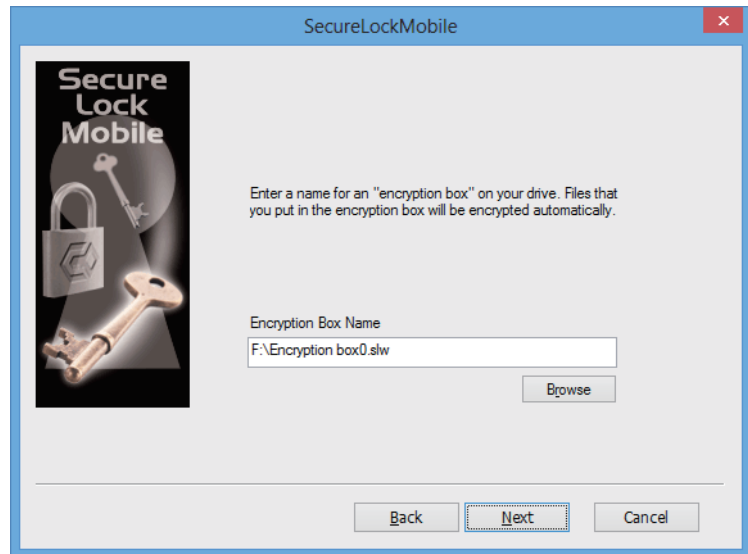 SecureLockMobile
Secure
Lock
Mobile
Enter a name for an "encryption box" on your drive. Files that
you put in the encryption box will be encrypted automatically.
Encryption Box Name
F:\Encryption box0.slw
Browse
Back
Next
Cancel